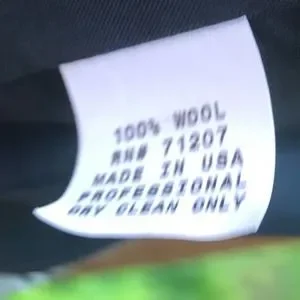 100% WOOL
RN# 71207
MADE IN USA
PROFESSIONAL
DRY CLEAN ONLY